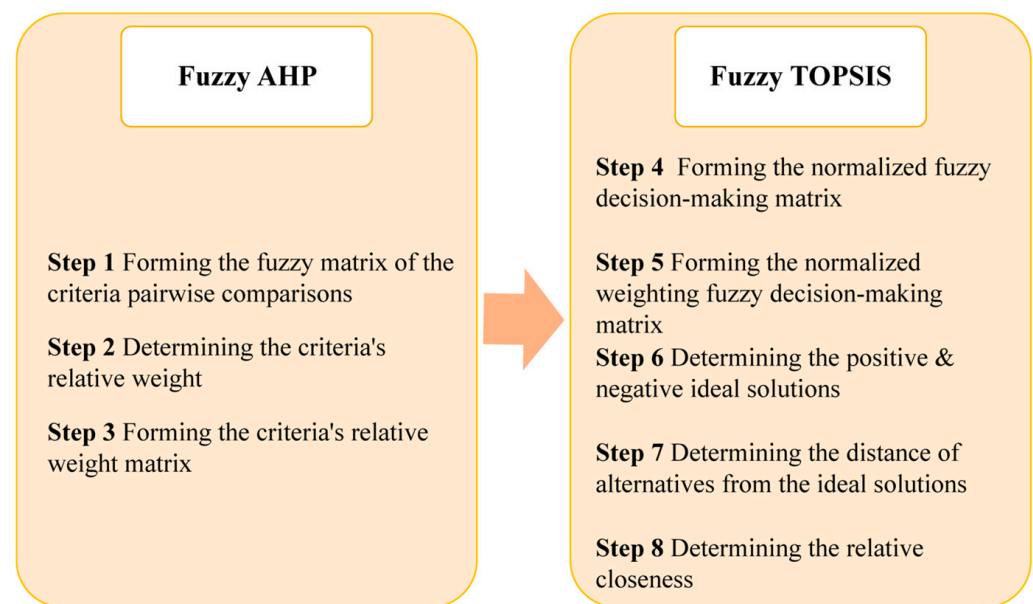 Fuzzy AHP
Step 1 Forming the fuzzy matrix of the
criteria pairwise comparisons
Step 2 Determining the criteria's
relative weight
Step 3 Forming the criteria's relative
weight matrix
Fuzzy TOPSIS
Step 4 Forming the normalized fuzzy
decision-making matrix
Step 5 Forming the normalized
weighting fuzzy decision-making
matrix
Step 6 Determining the positive &
negative ideal solutions
Step 7 Determining the distance of
alternatives from the ideal solutions
Step 8 Determining the relative
closeness